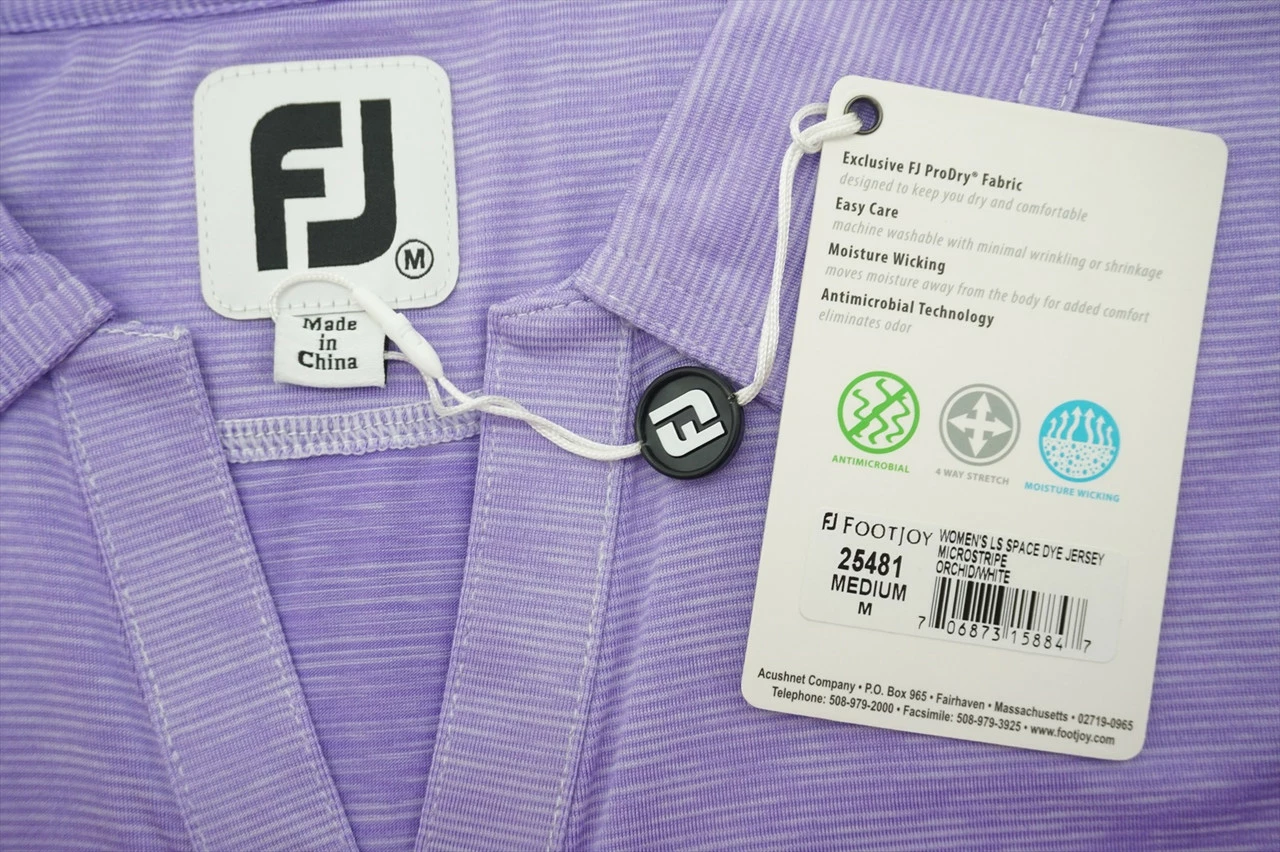 FJ
M
Made
in
China
FJ
Exclusive FJ ProDry® Fabric
designed to keep you dry and comfortable
Easy Care
machine washable with minimal wrinkling or shrinkage
Moisture Wicking
moves moisture away from the body for added comfort
Antimicrobial Technology
eliminates odor
ANTIMICROBIAL
4 WAY STRETCH
MOISTURE WICKING
FJ FOOTJOY
25481
MEDIUM
M
WOMEN'S LS SPACE DYE JERSEY
MICROSTRIPE
ORCHID/WHITE
7 06873 15884 7
Acushnet Company • P.O. Box 965 • Fairhaven • Massachusetts • 02719-0965
Telephone: 508-979-2000 • Facsimile: 508-979-3925 • www.footjoy.com